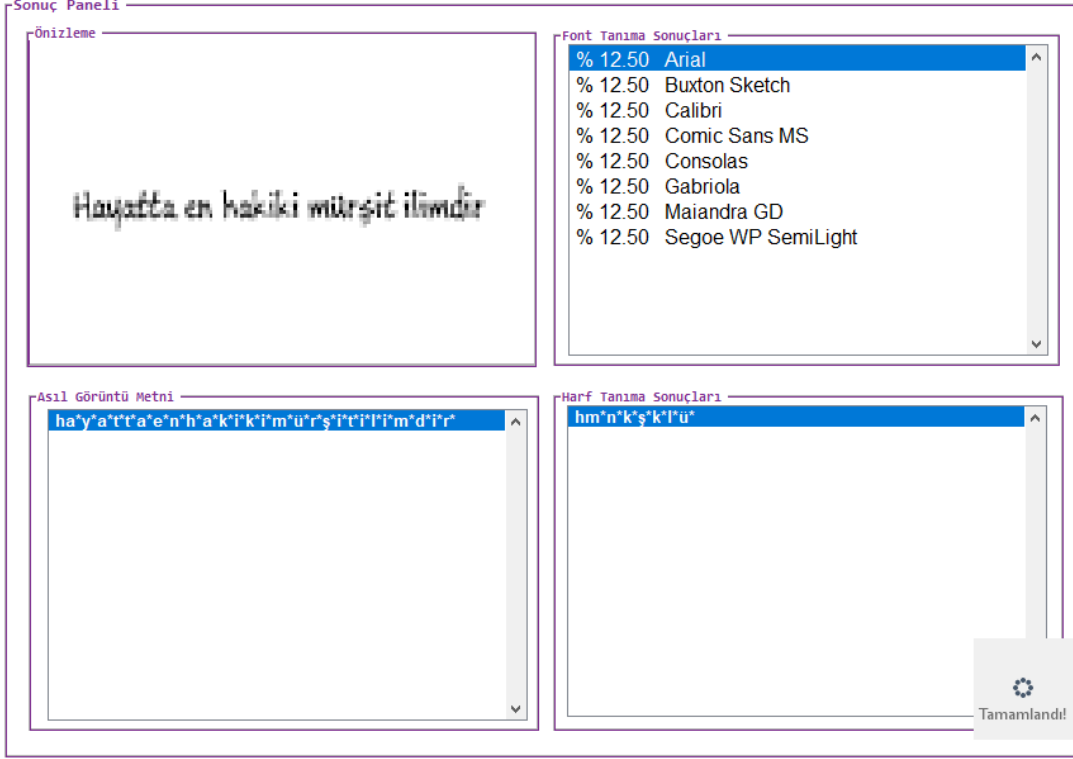 Sonuç Paneli
Önizleme
Hayatta en hakiki mürşit ilimdir
Font Tanıma Sonuçları
% 12.50 Arial
% 12.50 Buxton Sketch
% 12.50 Calibri
% 12.50 Comic Sans MS
% 12.50 Consolas
% 12.50 Gabriola
% 12.50 Maiandra GD
% 12.50 Segoe WP SemiLight
Asıl Görüntü Metni
ha*y*a*t*t*a*e*n*h*a*k*i*k*i*m*ü*r*ş*i*t*i*l*i*m*d*i*r*
Harf Tanıma Sonuçları
hm*n*k*ş*k*l*ü*
Tamamlandı!